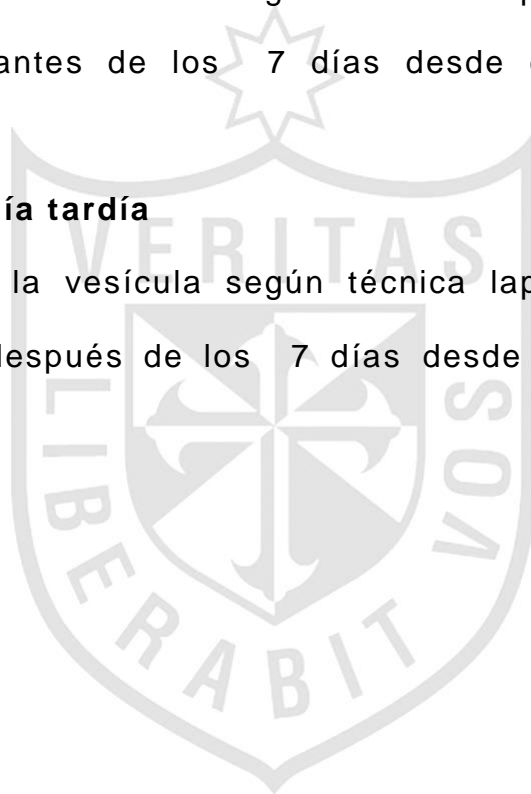 antes de los 7 días desde
ía tardía
la vesícula según técnica lap
después de los 7 días desde
VERITAS
LIBERABIT VOS